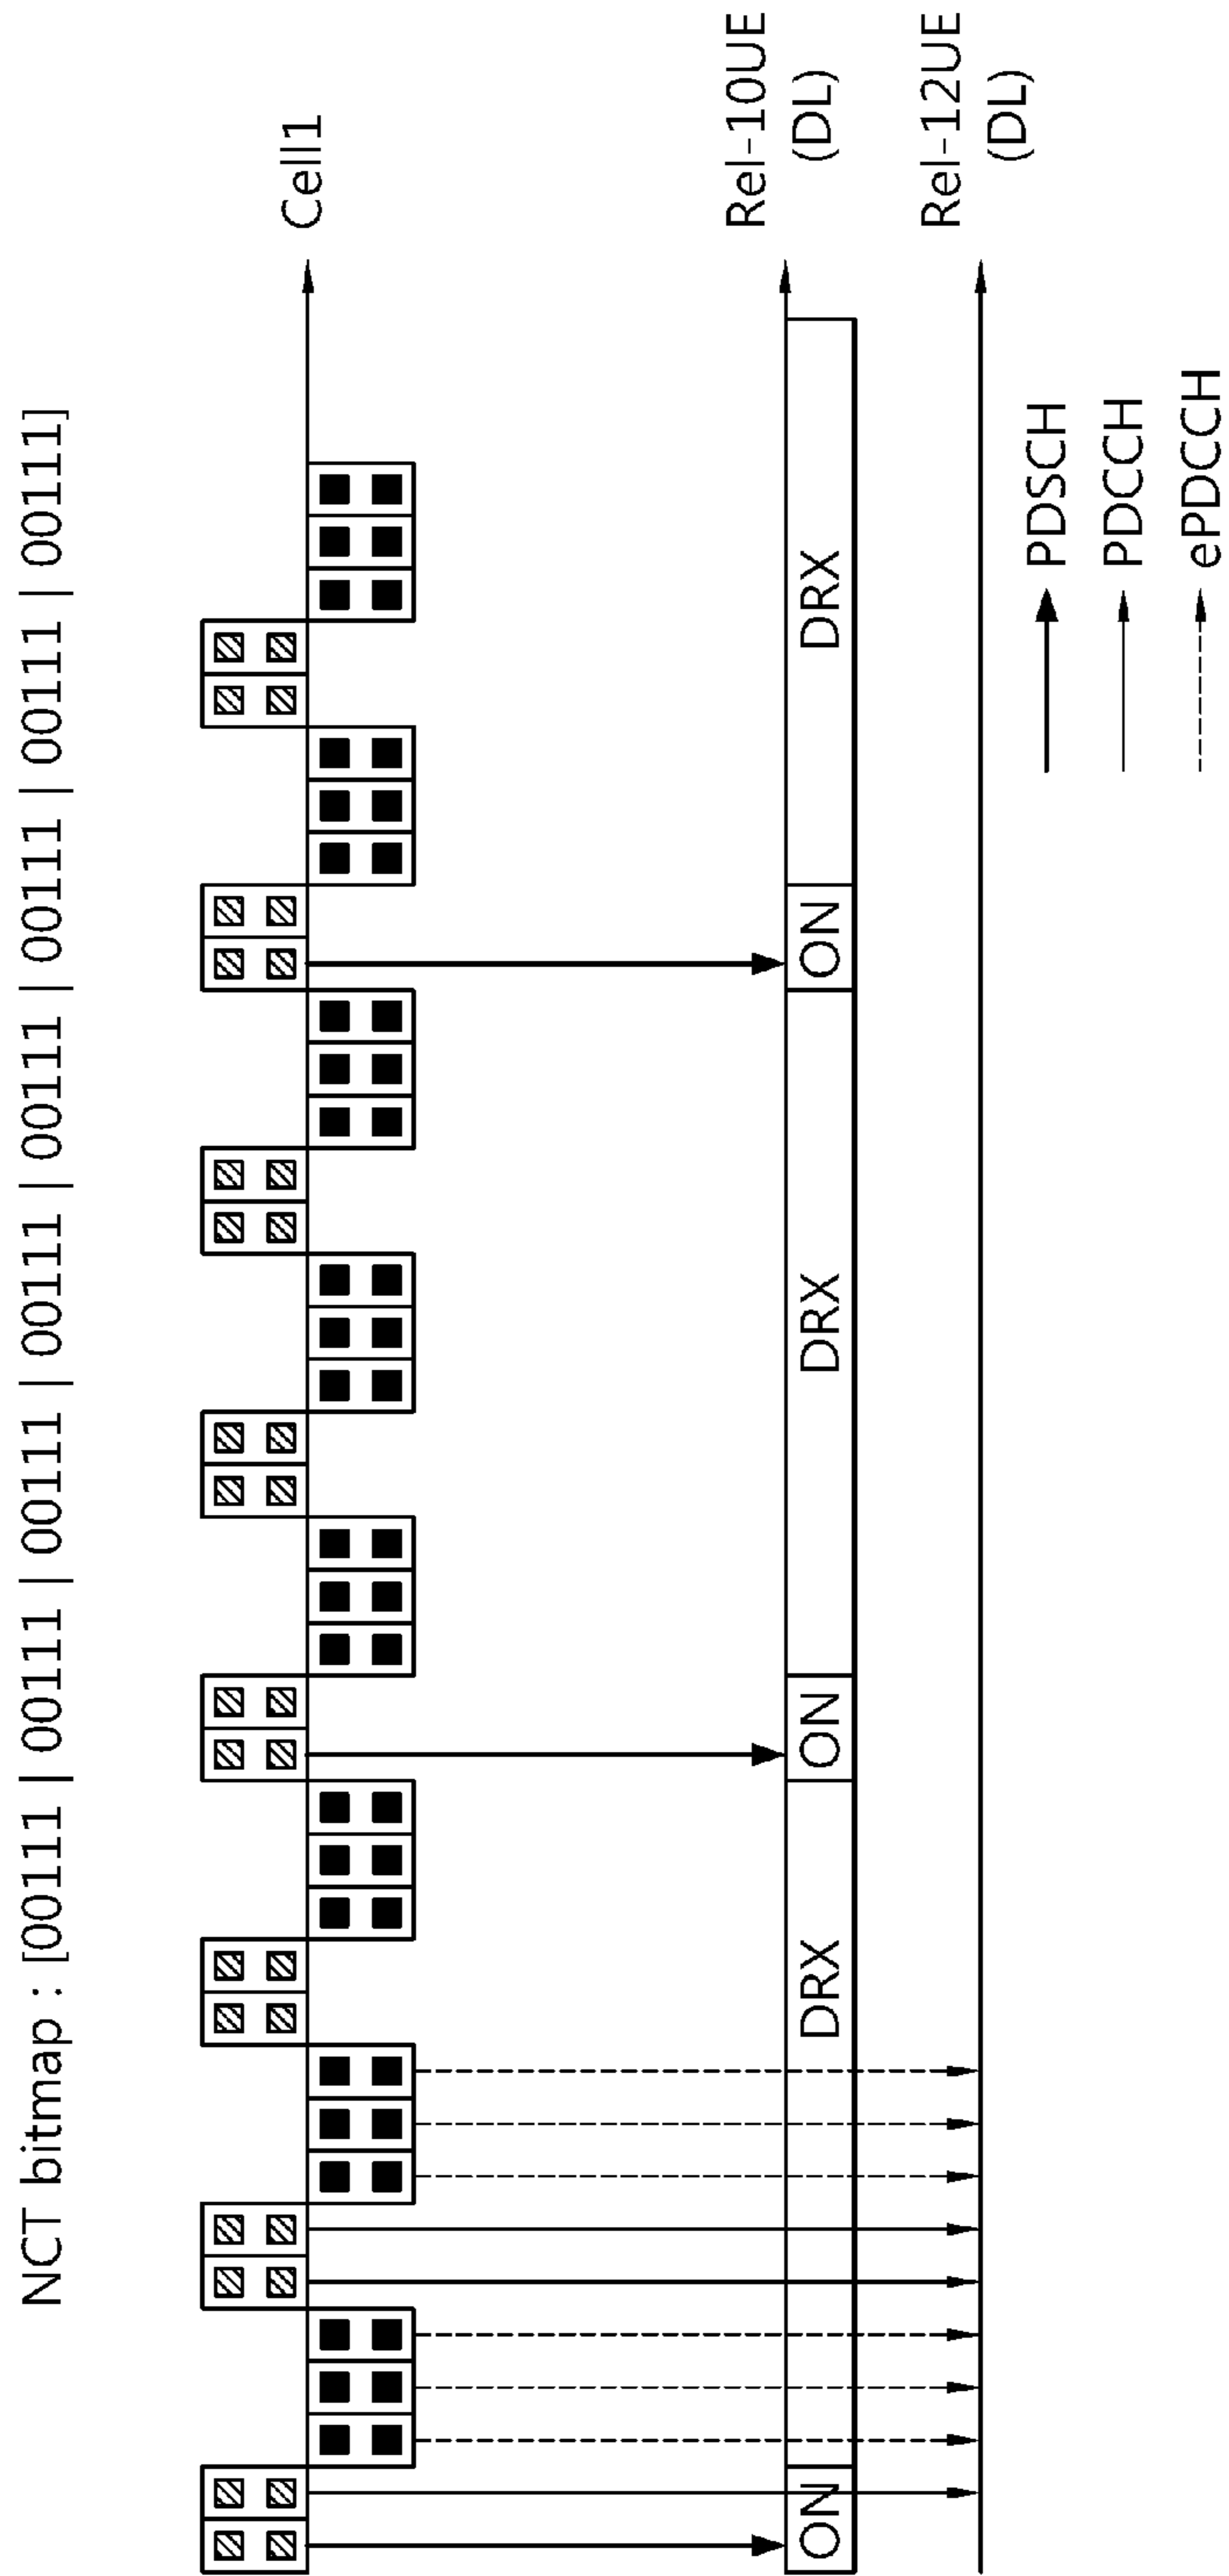 NCT bitmap : [00111 | 00111 | 00111 | 00111 | 00111 | 00111 | 00111 | 00111]
Cell1
Rel-10UE
(DL)
ON
DRX
ON
DRX
ON
DRX
Rel-12UE
(DL)
PDSCH
PDCCH
ePDCCH